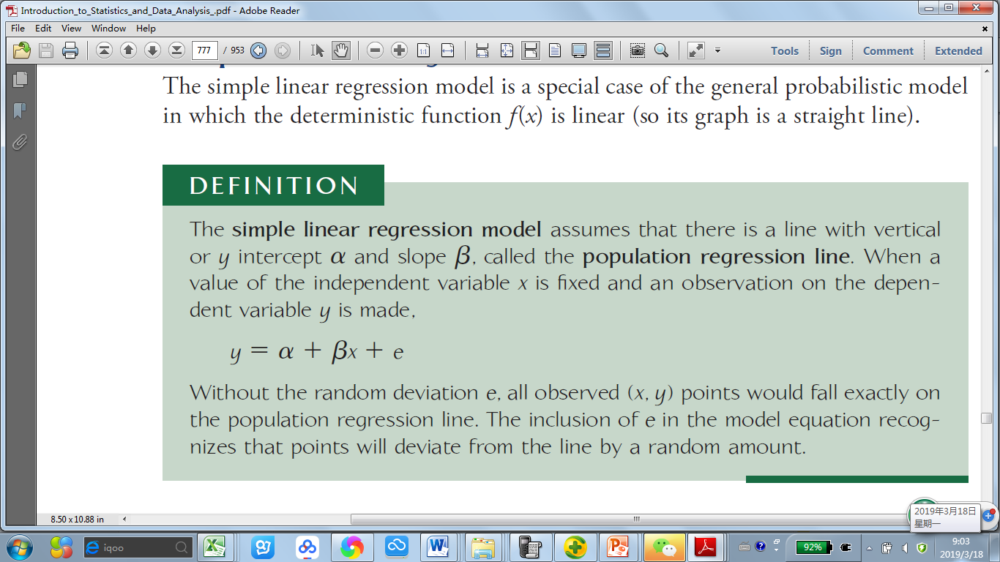 Introduction_to_Statistics_and_Data_Analysis_.pdf - Adobe Reader
File Edit View Window Help
777 / 953 1:1 Tools Sign Comment Extended
The simple linear regression model is a special case of the general probabilistic model
in which the deterministic function f(x) is linear (so its graph is a straight line).
DEFINITION
The simple linear regression model assumes that there is a line with vertical
or y intercept α and slope β, called the population regression line. When a
value of the independent variable x is fixed and an observation on the depen-
dent variable y is made,
y = α + βx + e
Without the random deviation e, all observed (x, y) points would fall exactly on
the population regression line. The inclusion of e in the model equation recog-
nizes that points will deviate from the line by a random amount.
8.50 x 10.88 in
2019年3月18日
星期一
iqoo
92%
9:03
2019/3/18